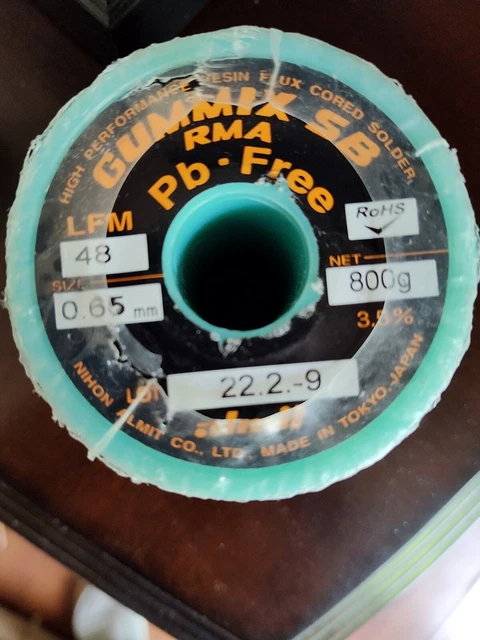 HIGH PERFORMANCE RESIN FLUX CORED SOLDER
GUMMIX SB
RMA
Pb·Free
RoHS
LFM
48
SIZE
0.65 mm
NET
800g
3.5%
LOT
22.2.-9
almit
NIHON ALMIT CO., LTD. MADE IN TOKYO JAPAN